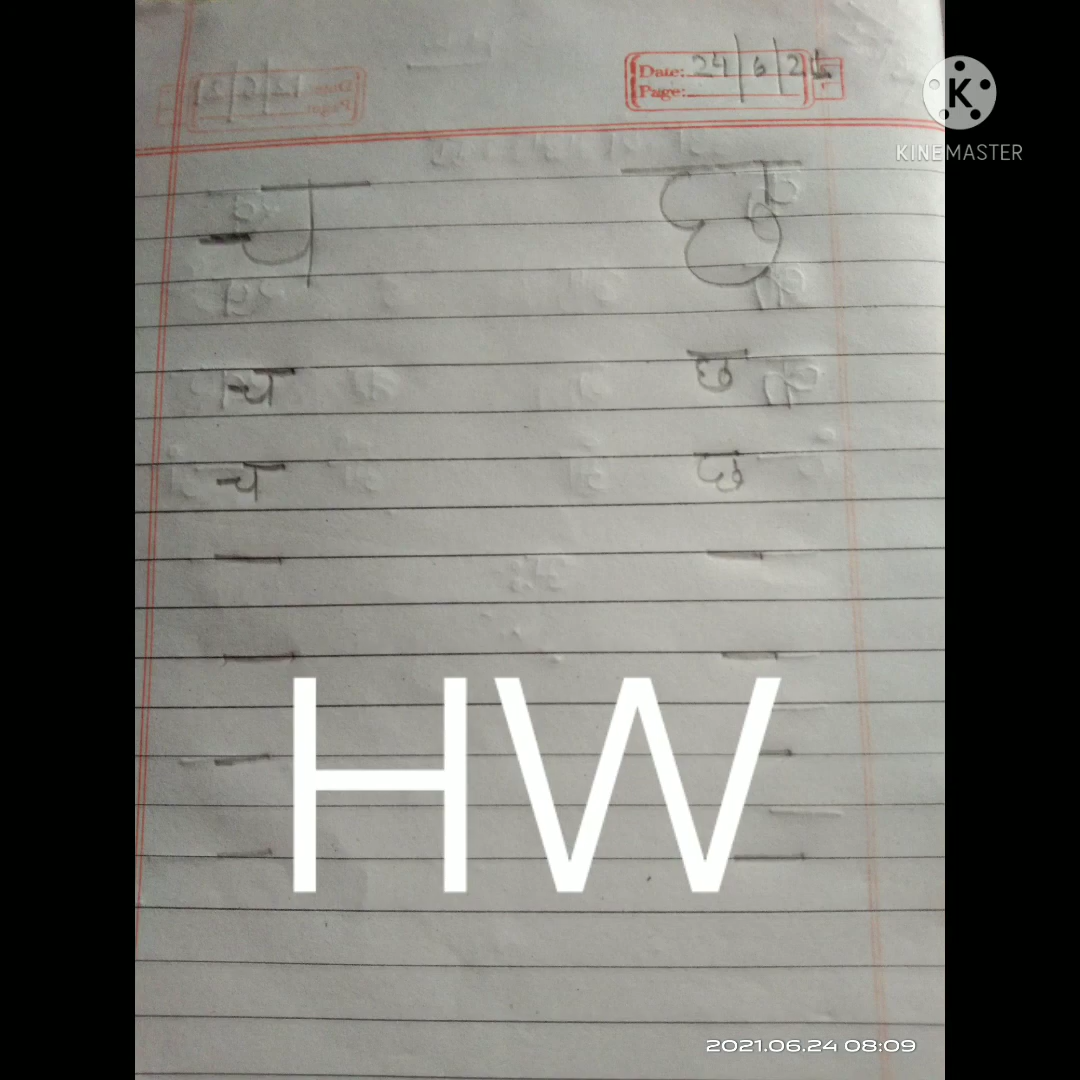 Date: 24/6/21
Page:
KINEMASTER
च छ
च छ
च छ
HW
2021.06.24 08:09